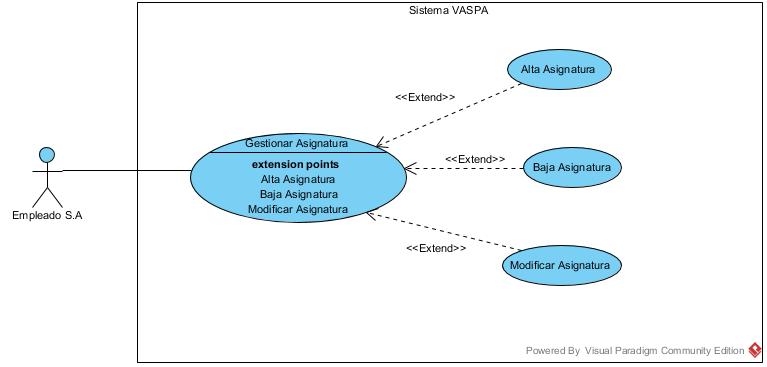 Sistema VASPA
Alta Asignatura
<<Extend>>
Gestionar Asignatura
extension points
Alta Asignatura
Baja Asignatura
Modificar Asignatura
<<Extend>>
Baja Asignatura
Empleado S.A
<<Extend>>
Modificar Asignatura
Powered By Visual Paradigm Community Edition